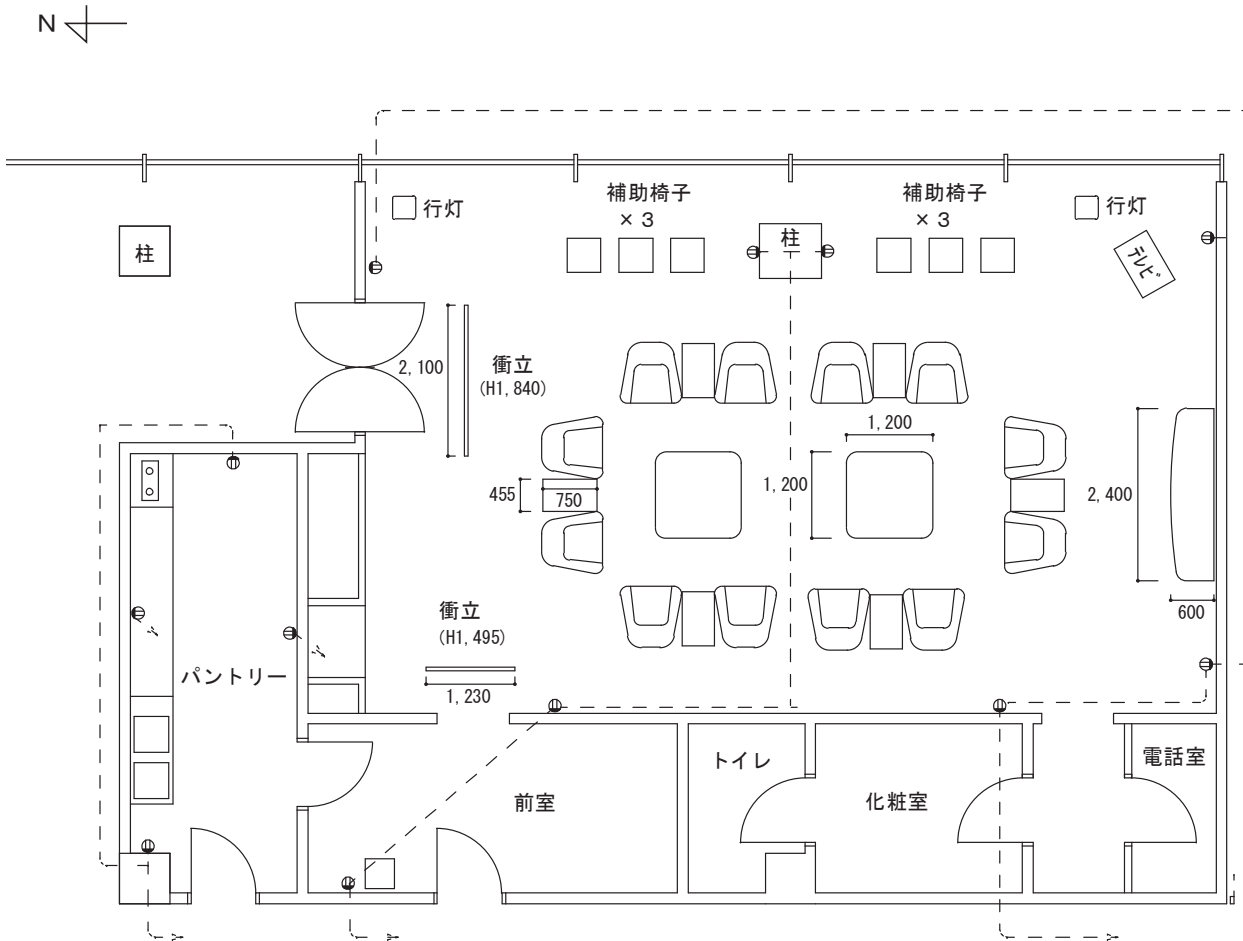 N
補助椅子
×3
補助椅子
×3
行灯
行灯
柱
柱
テレビ
2,100
衝立
(H1,840)
1,200
455
750
1,200
2,400
600
衝立
(H1,495)
1,230
パントリー
トイレ
電話室
前室
化粧室